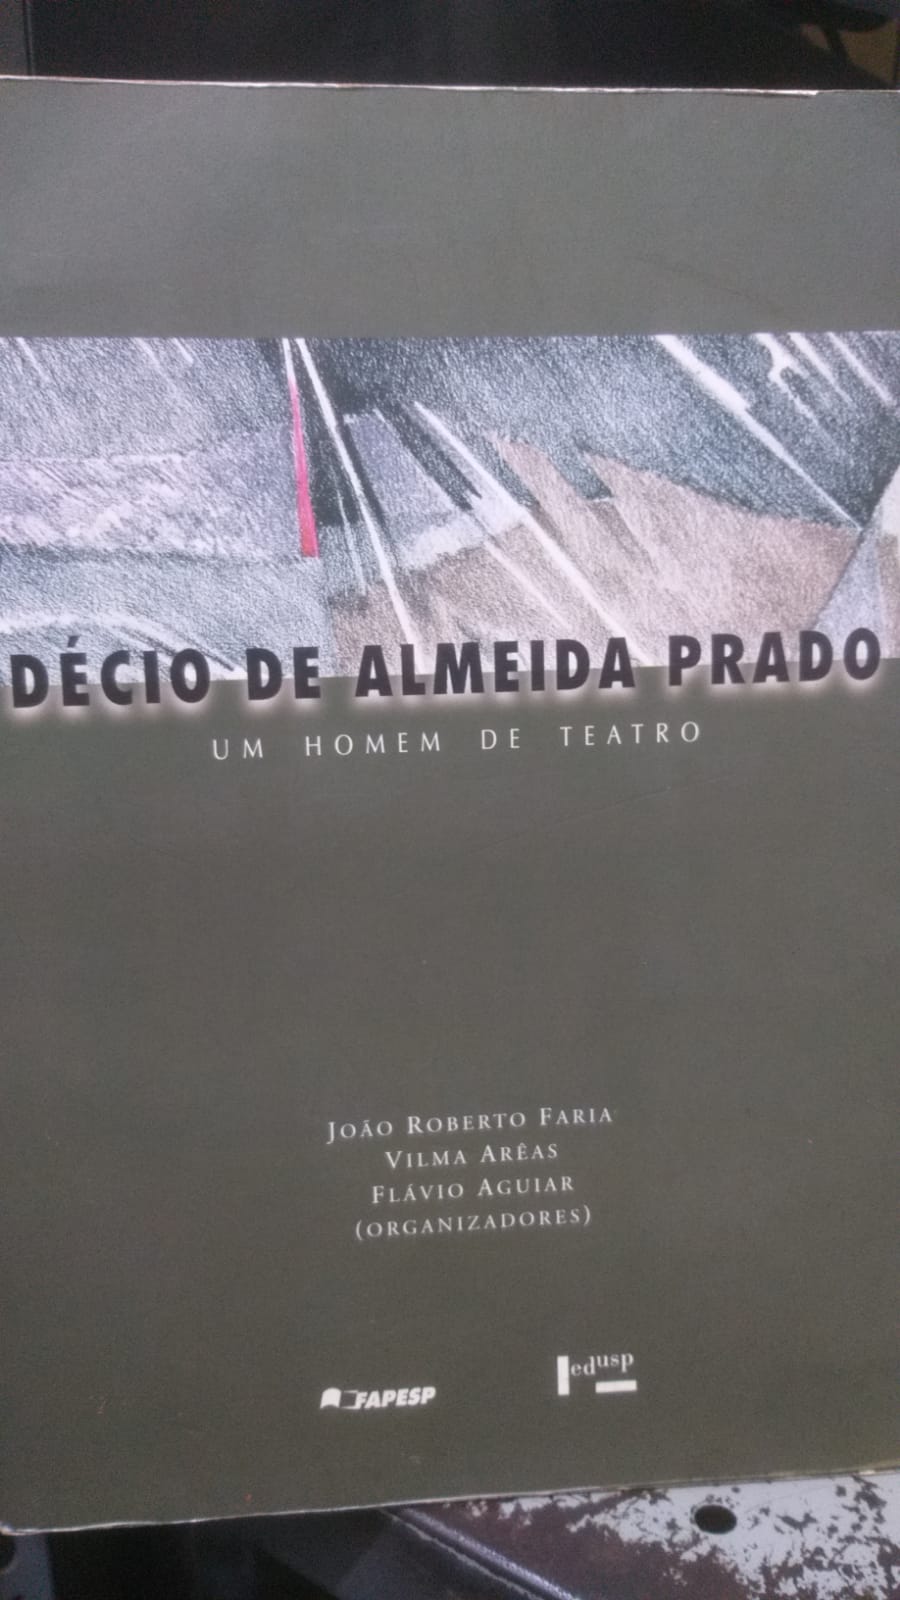 DÉCIO DE ALMEIDA PRADO
UM HOMEM DE TEATRO
JOÃO ROBERTO FARIA
VILMA ARÊAS
FLÁVIO AGUIAR
(ORGANIZADORES)
FAPESP
edusp